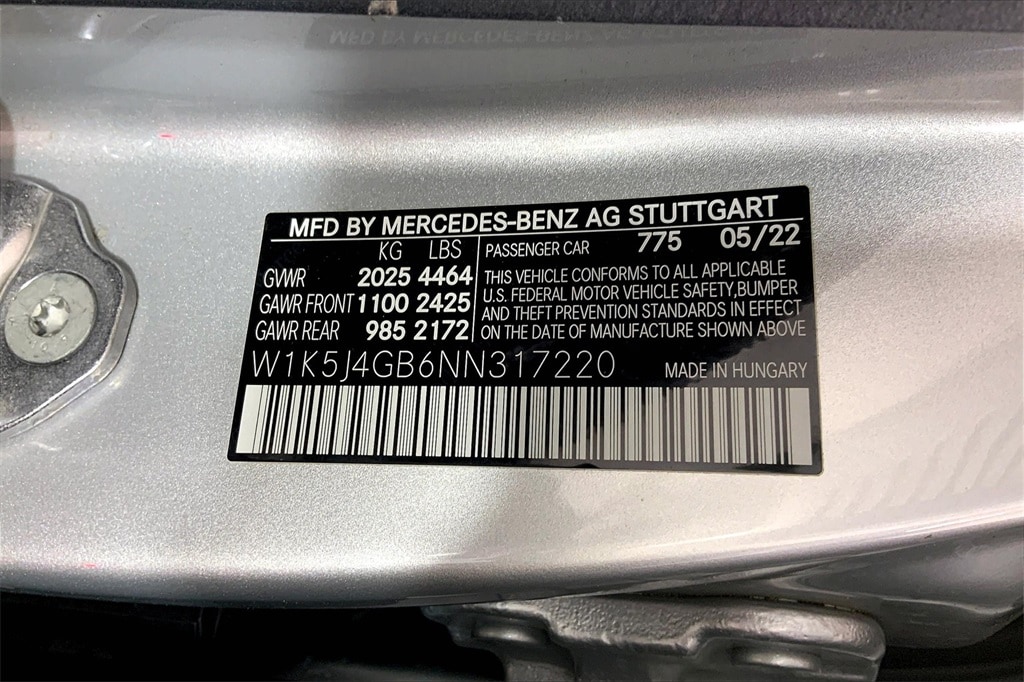 MFD BY MERCEDES-BENZ AG STUTTGART
KG LBS PASSENGER CAR 775 05/22
GVWR 2025 4464
GAWR FRONT 1100 2425
GAWR REAR 985 2172
THIS VEHICLE CONFORMS TO ALL APPLICABLE
U.S. FEDERAL MOTOR VEHICLE SAFETY,BUMPER
AND THEFT PREVENTION STANDARDS IN EFFECT
ON THE DATE OF MANUFACTURE SHOWN ABOVE
W1K5J4GB6NN317220 MADE IN HUNGARY